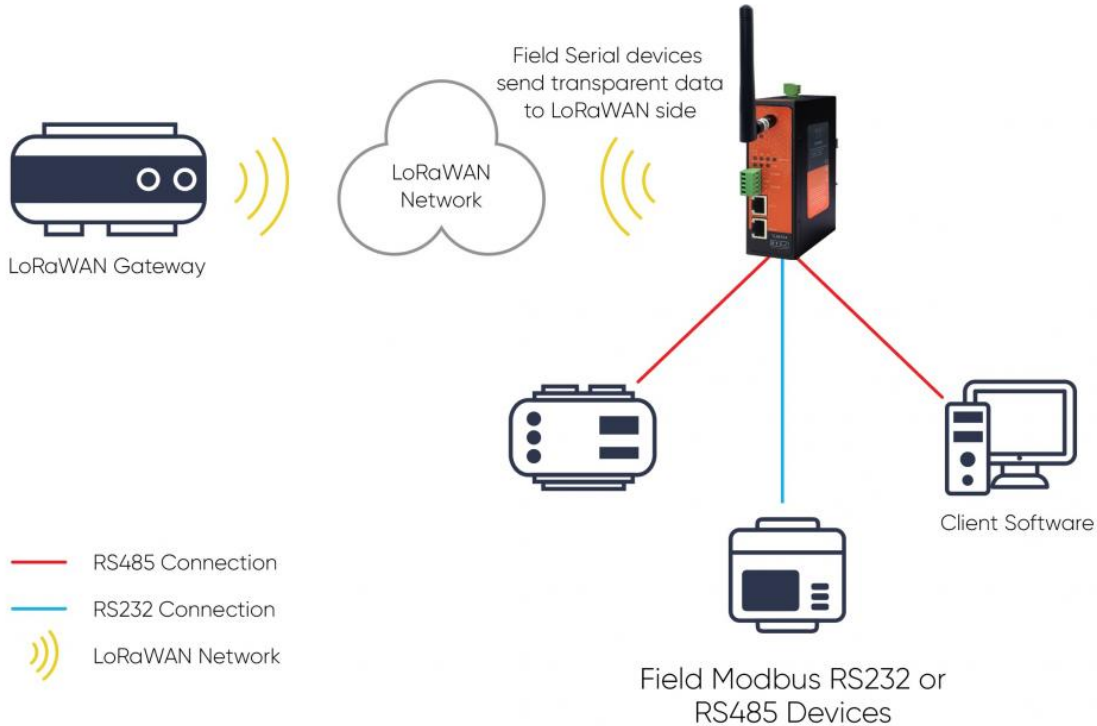 Field Serial devices
send transparent data
to LoRaWAN side
LoRaWAN
Network
LoRaWAN Gateway
Client Software
RS485 Connection
RS232 Connection
LoRaWAN Network
Field Modbus RS232 or
RS485 Devices